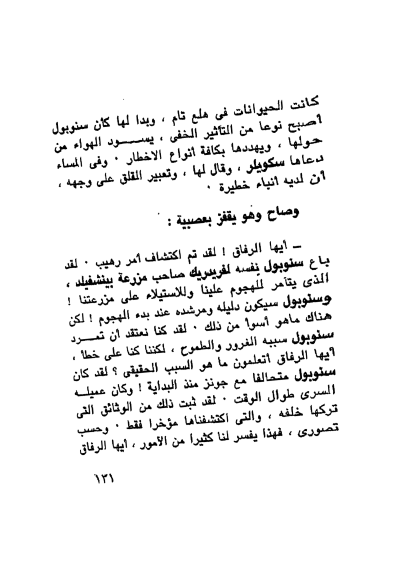 كانت الحيوانات فى هلع تام ، وبدا لها كأن سنوبول
أصبح نوعا من التأثير الخفى ، يســـــود الهواء من
حولها ، ويهددها بكافة أنواع الاخطار . وفى المساء
دعاها سكويلر ، وقال لها ، وتعبير القلق على وجهه ،
أن لديه أنباء خطيرة .
وصاح وهو يقفز بعصبية :
ــ أيها الرفاق ! لقد تم اكتشاف أمر رهيب . لقد
باع سنوبول نفسه لفريدريك صاحب مزرعة بينشفيلد ،
الذى يتآمر للهجوم علينا وللاستيلاء على مزرعتنا !
وسنوبول سيكون دليله ومرشده عند بدء الهجوم ! لكن
هناك ماهو أسوأ من ذلك . لقد كنا نعتقد أن تمـــرد
سنوبول سببه الغرور والطموح ، لكننا كنا على خطأ ،
أيها الرفاق أتعلمون ما هو السبب الحقيقى ؟ لقد كان
سنوبول متحالفا مع جونز منذ البداية ! وكان عميلــه
السرى طوال الوقت . لقد ثبت ذلك من الوثائق التى
تركها خلفه ، والتى اكتشفناها مؤخرا فقط . وحسب
تصورى ، فهذا يفسر لنا كثيرا من الأمور ، أيها الرفاق
١٣١